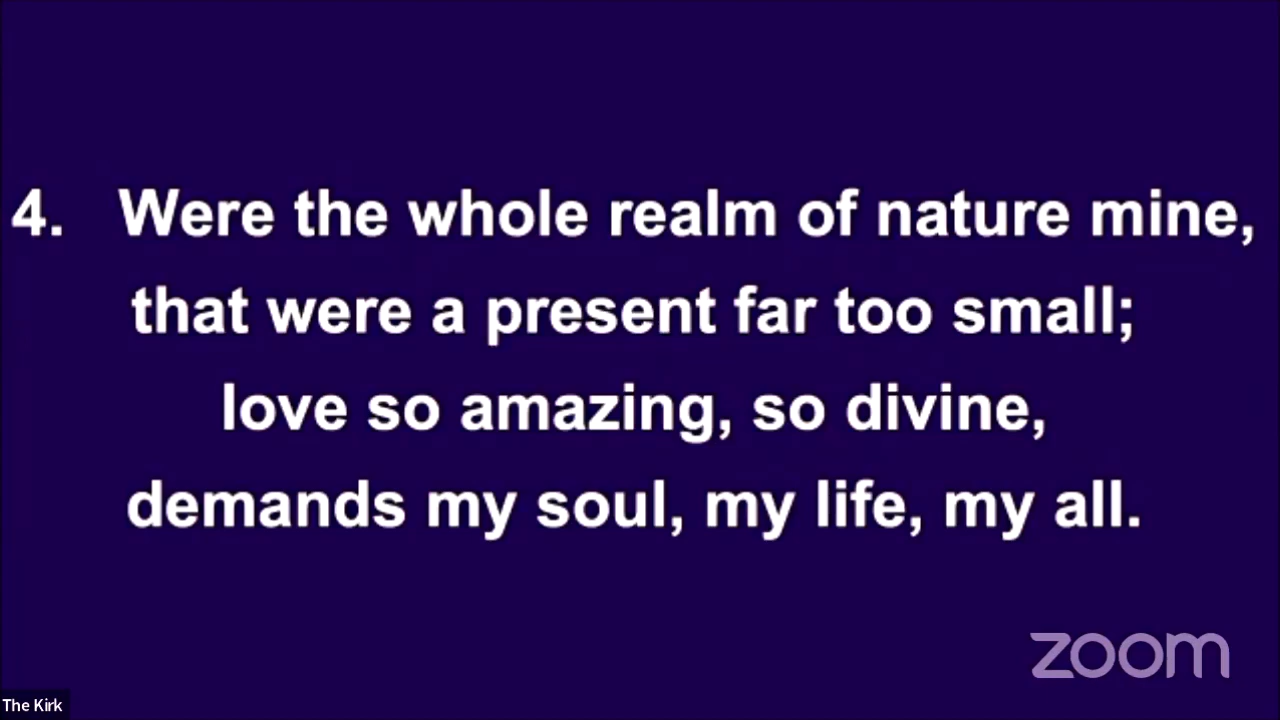 4. Were the whole realm of nature mine,
that were a present far too small;
love so amazing, so divine,
demands my soul, my life, my all.
zoom
The Kirk